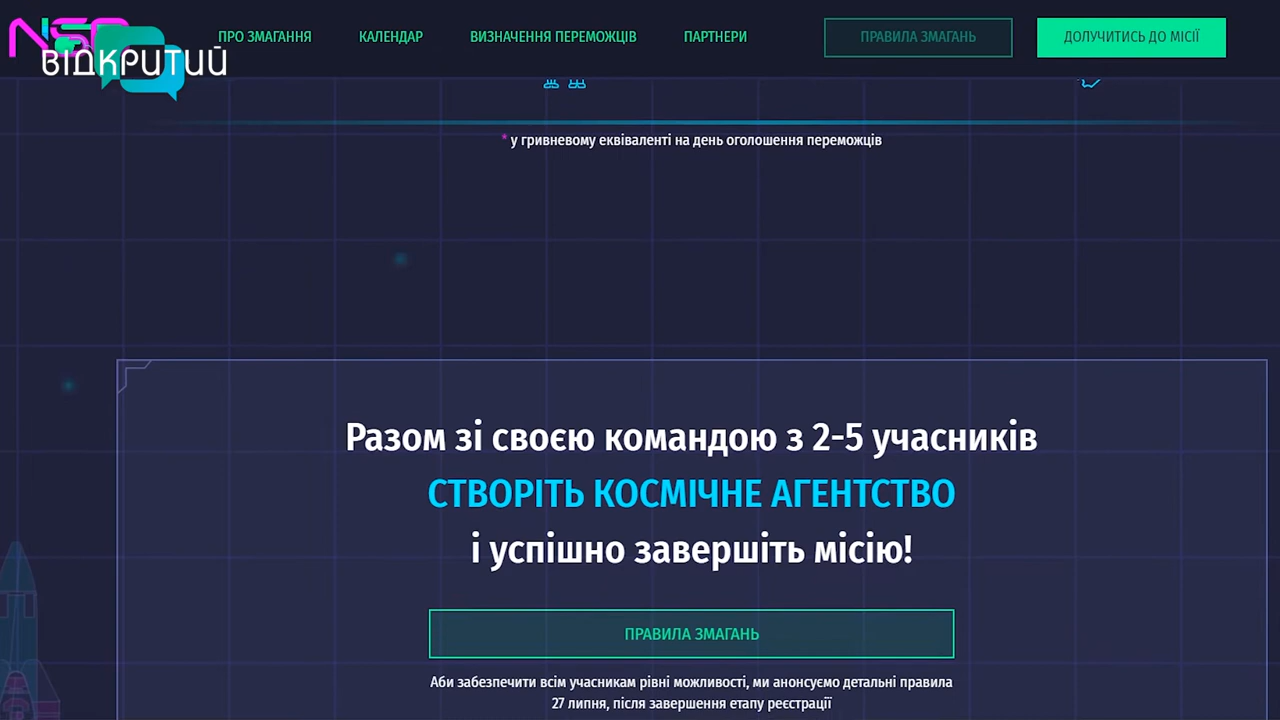 ВІДКРИТИЙ
ПРО ЗМАГАННЯ
КАЛЕНДАР
ВИЗНАЧЕННЯ ПЕРЕМОЖЦІВ
ПАРТНЕРИ
ПРАВИЛА ЗМАГАНЬ
ДОЛУЧИТИСЬ ДО МІСІЇ
* у гривневому еквіваленті на день оголошення переможців
Разом зі своєю командою з 2-5 учасників
СТВОРІТЬ КОСМІЧНЕ АГЕНТСТВО
і успішно завершіть місію!
ПРАВИЛА ЗМАГАНЬ
Аби забезпечити всім учасникам рівні можливості, ми анонсуємо детальні правила
27 липня, після завершення етапу реєстрації